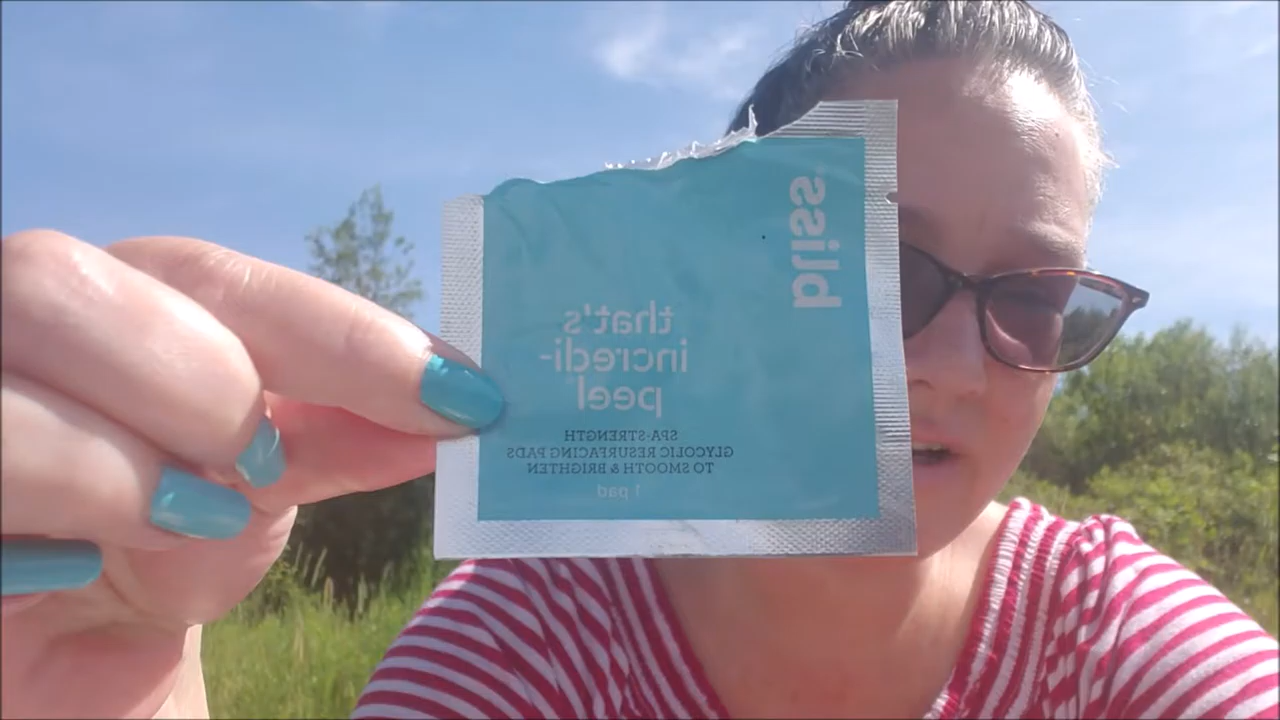 bliss
that's
incredi-
peel
SPA-STRENGTH
GLYCOLIC RESURFACING PADS
TO SMOOTH & BRIGHTEN
1 pad